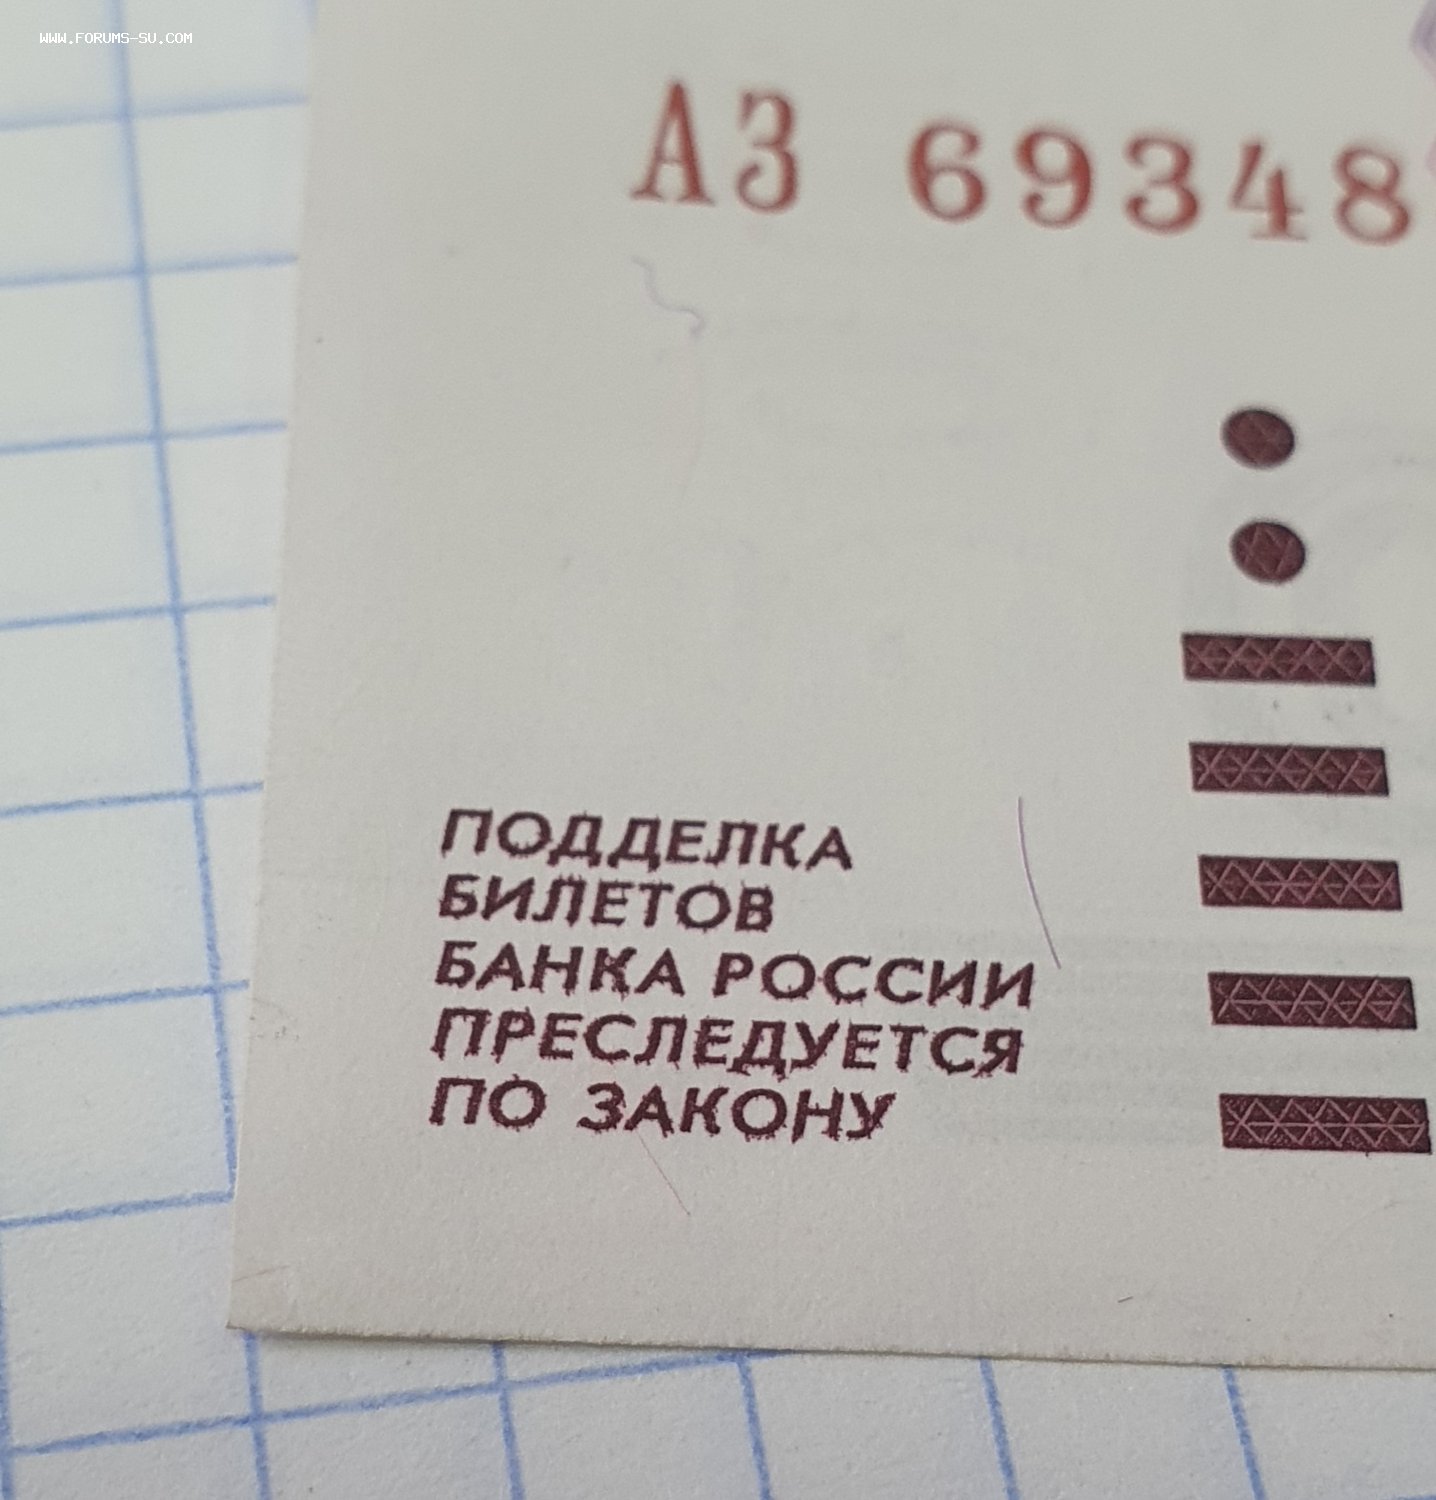 WWW.FORUMS-SU.COM
АЗ 69348
ПОДДЕЛКА
БИЛЕТОВ
БАНКА РОССИИ
ПРЕСЛЕДУЕТСЯ
ПО ЗАКОНУ